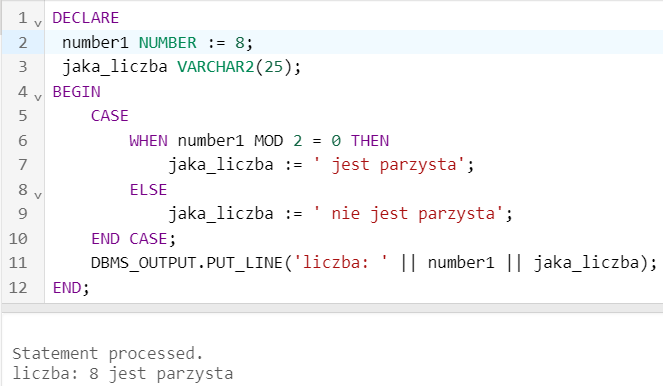 1 DECLARE
2  number1 NUMBER := 8;
3  jaka_liczba VARCHAR2(25);
4 BEGIN
5     CASE
6         WHEN number1 MOD 2 = 0 THEN
7             jaka_liczba := ' jest parzysta';
8         ELSE
9             jaka_liczba := ' nie jest parzysta';
10     END CASE;
11     DBMS_OUTPUT.PUT_LINE('liczba: ' || number1 || jaka_liczba);
12 END;
Statement processed.
liczba: 8 jest parzysta